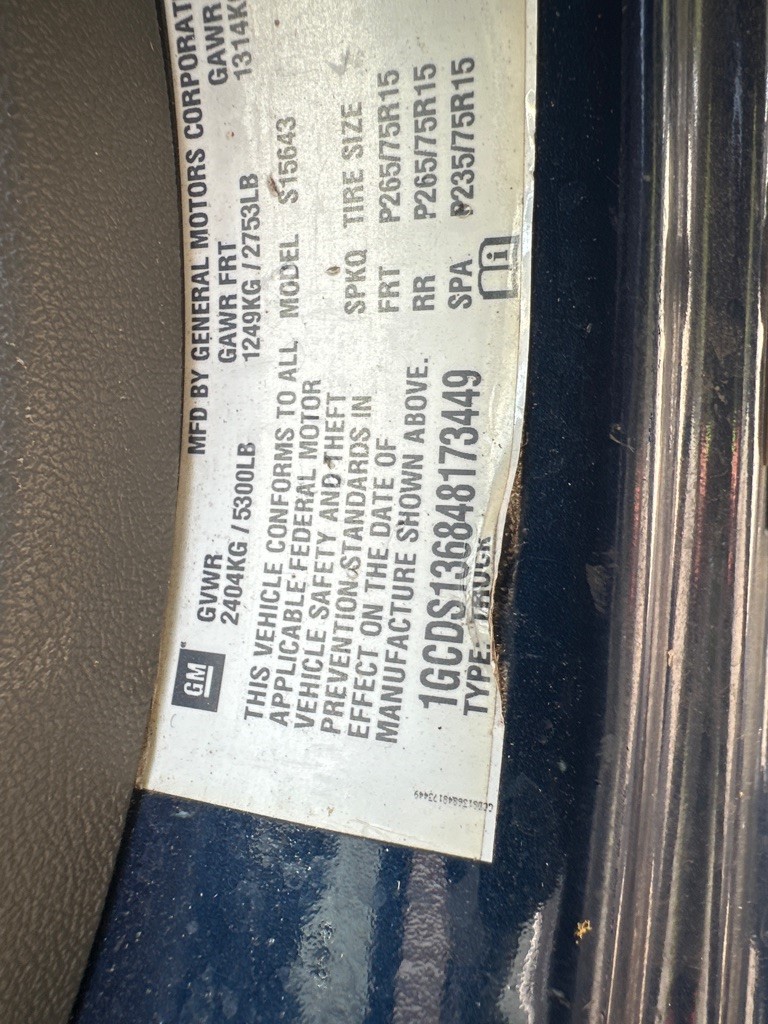 GM
MFD BY GENERAL MOTORS CORPORAT
GVWR GAWR FRT GAWR
2404KG / 5300LB 1249KG / 2753LB 1314K
THIS VEHICLE CONFORMS TO ALL
APPLICABLE FEDERAL MOTOR
VEHICLE SAFETY AND THEFT
PREVENTION STANDARDS IN
EFFECT ON THE DATE OF
MANUFACTURE SHOWN ABOVE.
1GCDS136848173449
TYPE: TRUCK
MODEL S15643
SPKQ TIRE SIZE
FRT P265/75R15
RR P265/75R15
SPA P235/75R15
i